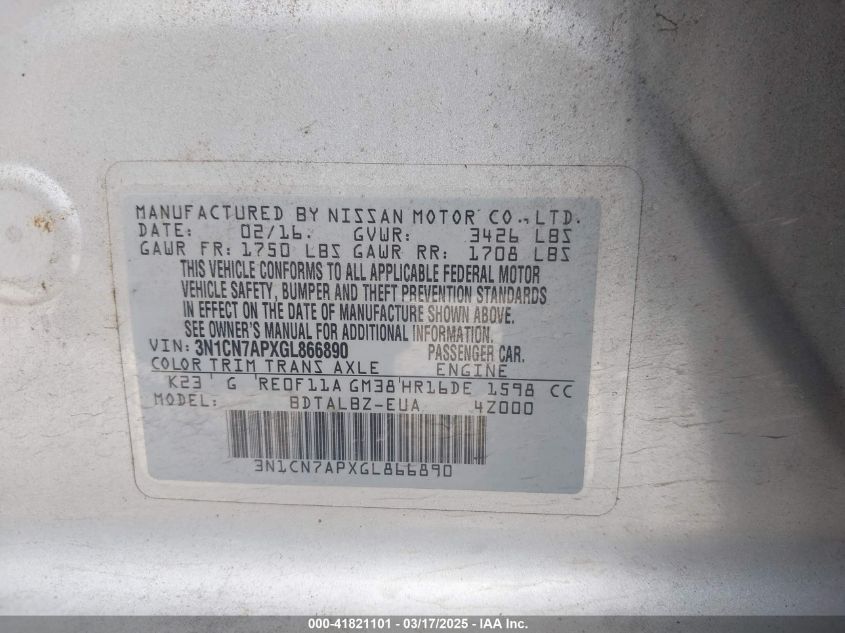 MANUFACTURED BY NISSAN MOTOR CO., LTD.
DATE: 02/16. GVWR: 3426 LBS
GAWR FR: 1750 LBS GAWR RR: 1708 LBS
THIS VEHICLE CONFORMS TO ALL APPLICABLE FEDERAL MOTOR
VEHICLE SAFETY, BUMPER AND THEFT PREVENTION STANDARDS
IN EFFECT ON THE DATE OF MANUFACTURE SHOWN ABOVE.
SEE OWNER'S MANUAL FOR ADDITIONAL INFORMATION.
VIN: 3N1CN7APXGL866890 PASSENGER CAR.
COLOR TRIM TRANS AXLE ENGINE
K23 G RE0F11A GM38 HR16DE 1598 CC
MODEL: BDTALBZ-EUA 4Z000
3N1CN7APXGL866890
000-41821101 - 03/17/2025 - IAA Inc.